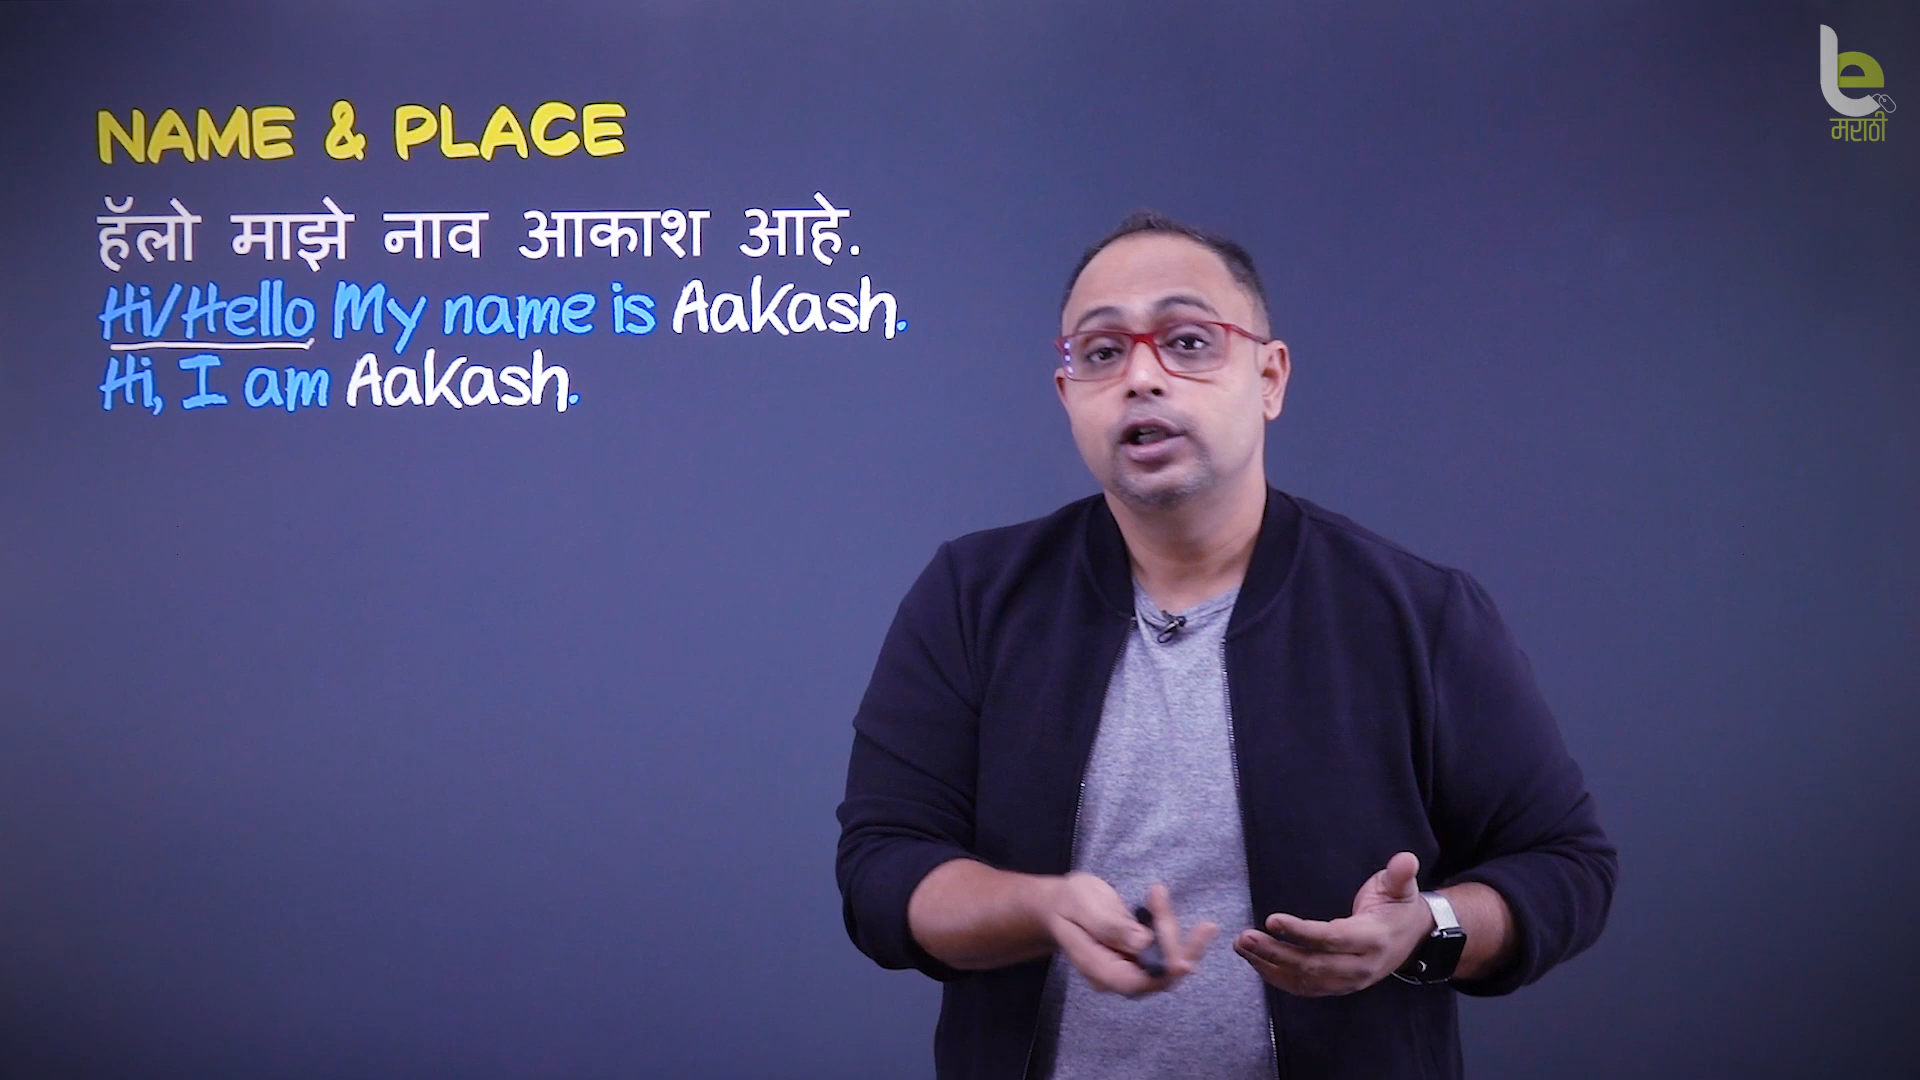 NAME & PLACE
हॅलो माझे नाव आकाश आहे.
Hi/Hello My name is Aakash.
Hi, I am Aakash.
मराठी